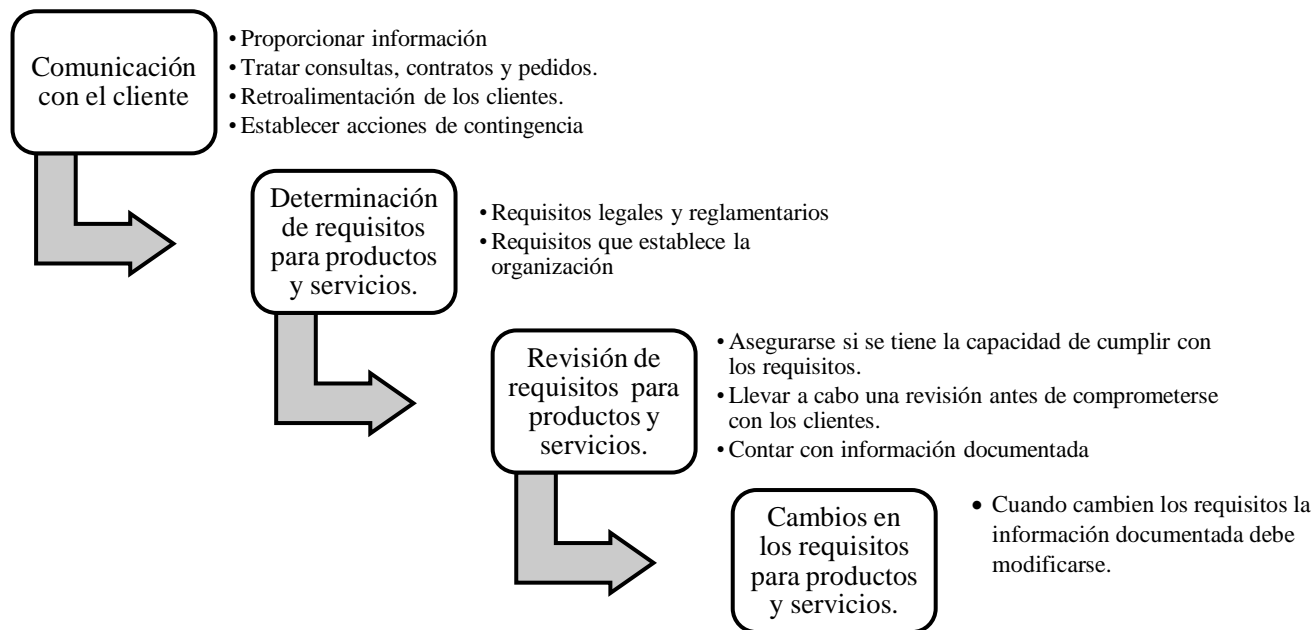 Comunicación
con el cliente
• Proporcionar información
• Tratar consultas, contratos y pedidos.
• Retroalimentación de los clientes.
• Establecer acciones de contingencia
Determinación
de requisitos
para productos
y servicios.
• Requisitos legales y reglamentarios
• Requisitos que establece la
organización
Revisión de
requisitos para
productos y
servicios.
• Asegurarse si se tiene la capacidad de cumplir con
los requisitos.
• Llevar a cabo una revisión antes de comprometerse
con los clientes.
• Contar con información documentada
Cambios en
los requisitos
para productos
y servicios.
• Cuando cambien los requisitos la
información documentada debe
modificarse.